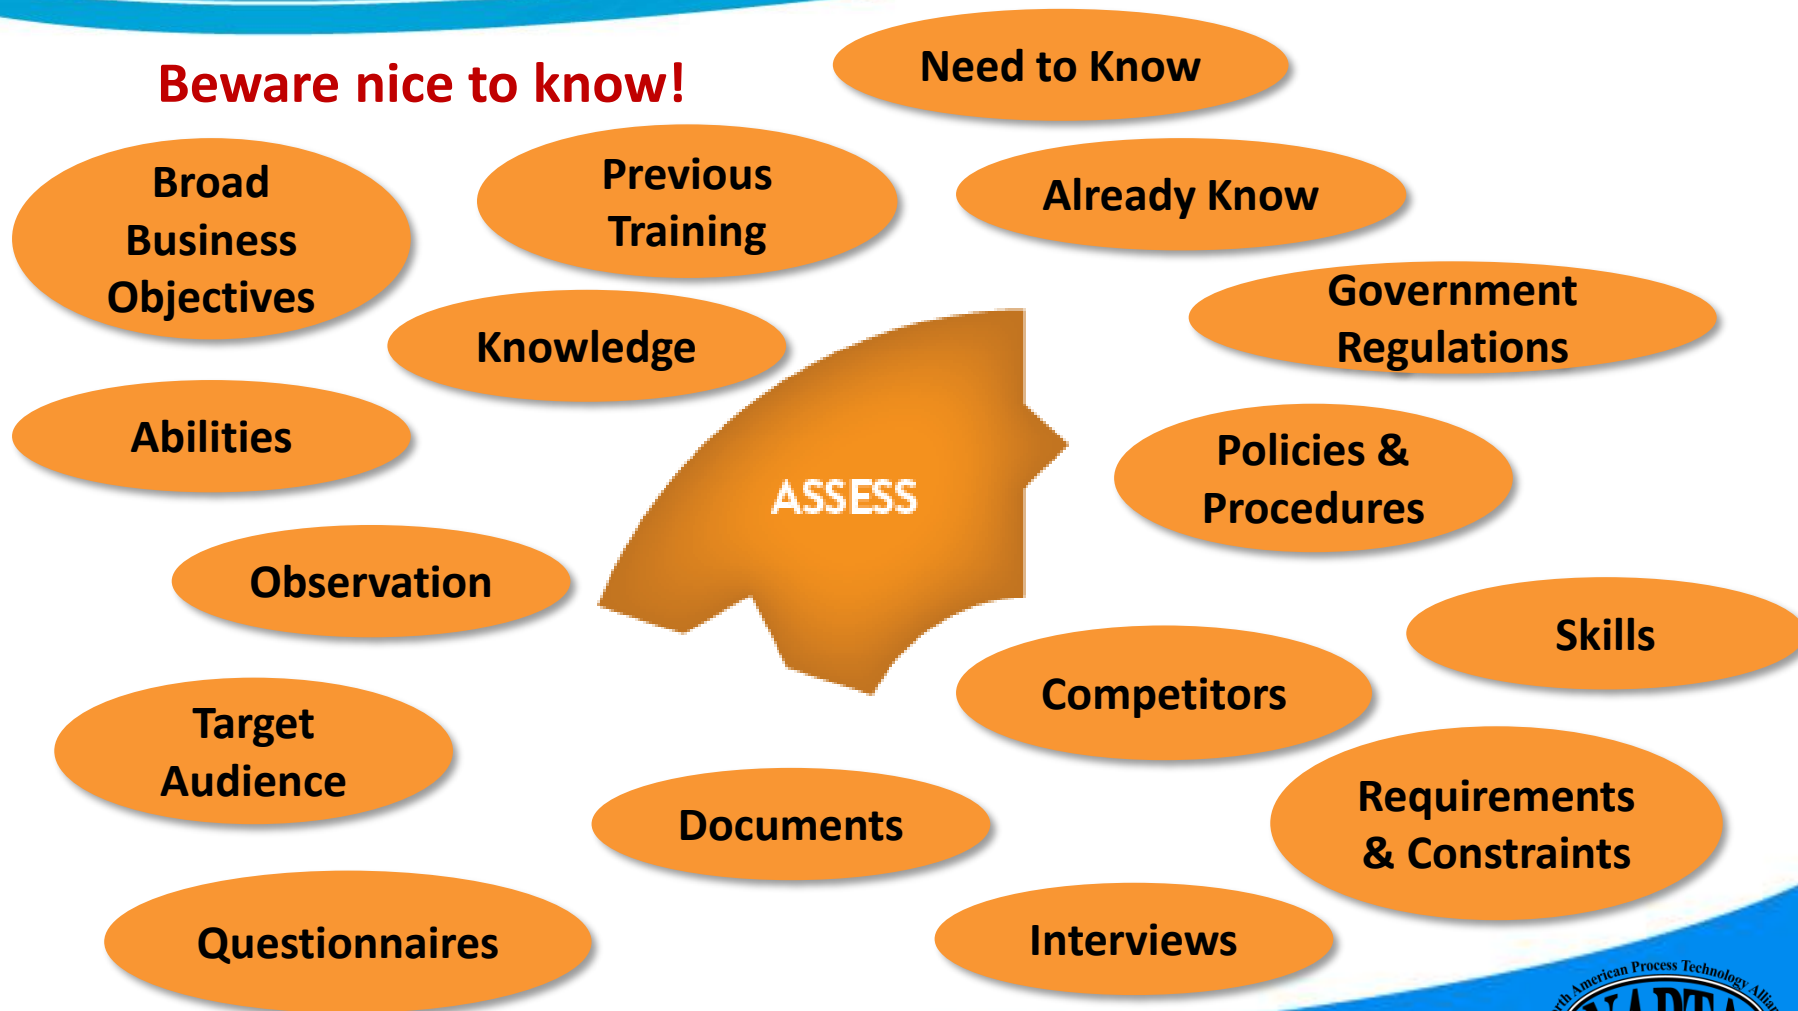 Beware nice to know!
Need to Know
Broad
Business
Objectives
Previous
Training
Already Know
Government
Regulations
Knowledge
Abilities
ASSESS
Policies &
Procedures
Observation
Skills
Competitors
Target
Audience
Documents
Requirements
& Constraints
Questionnaires
Interviews
American Process Technology